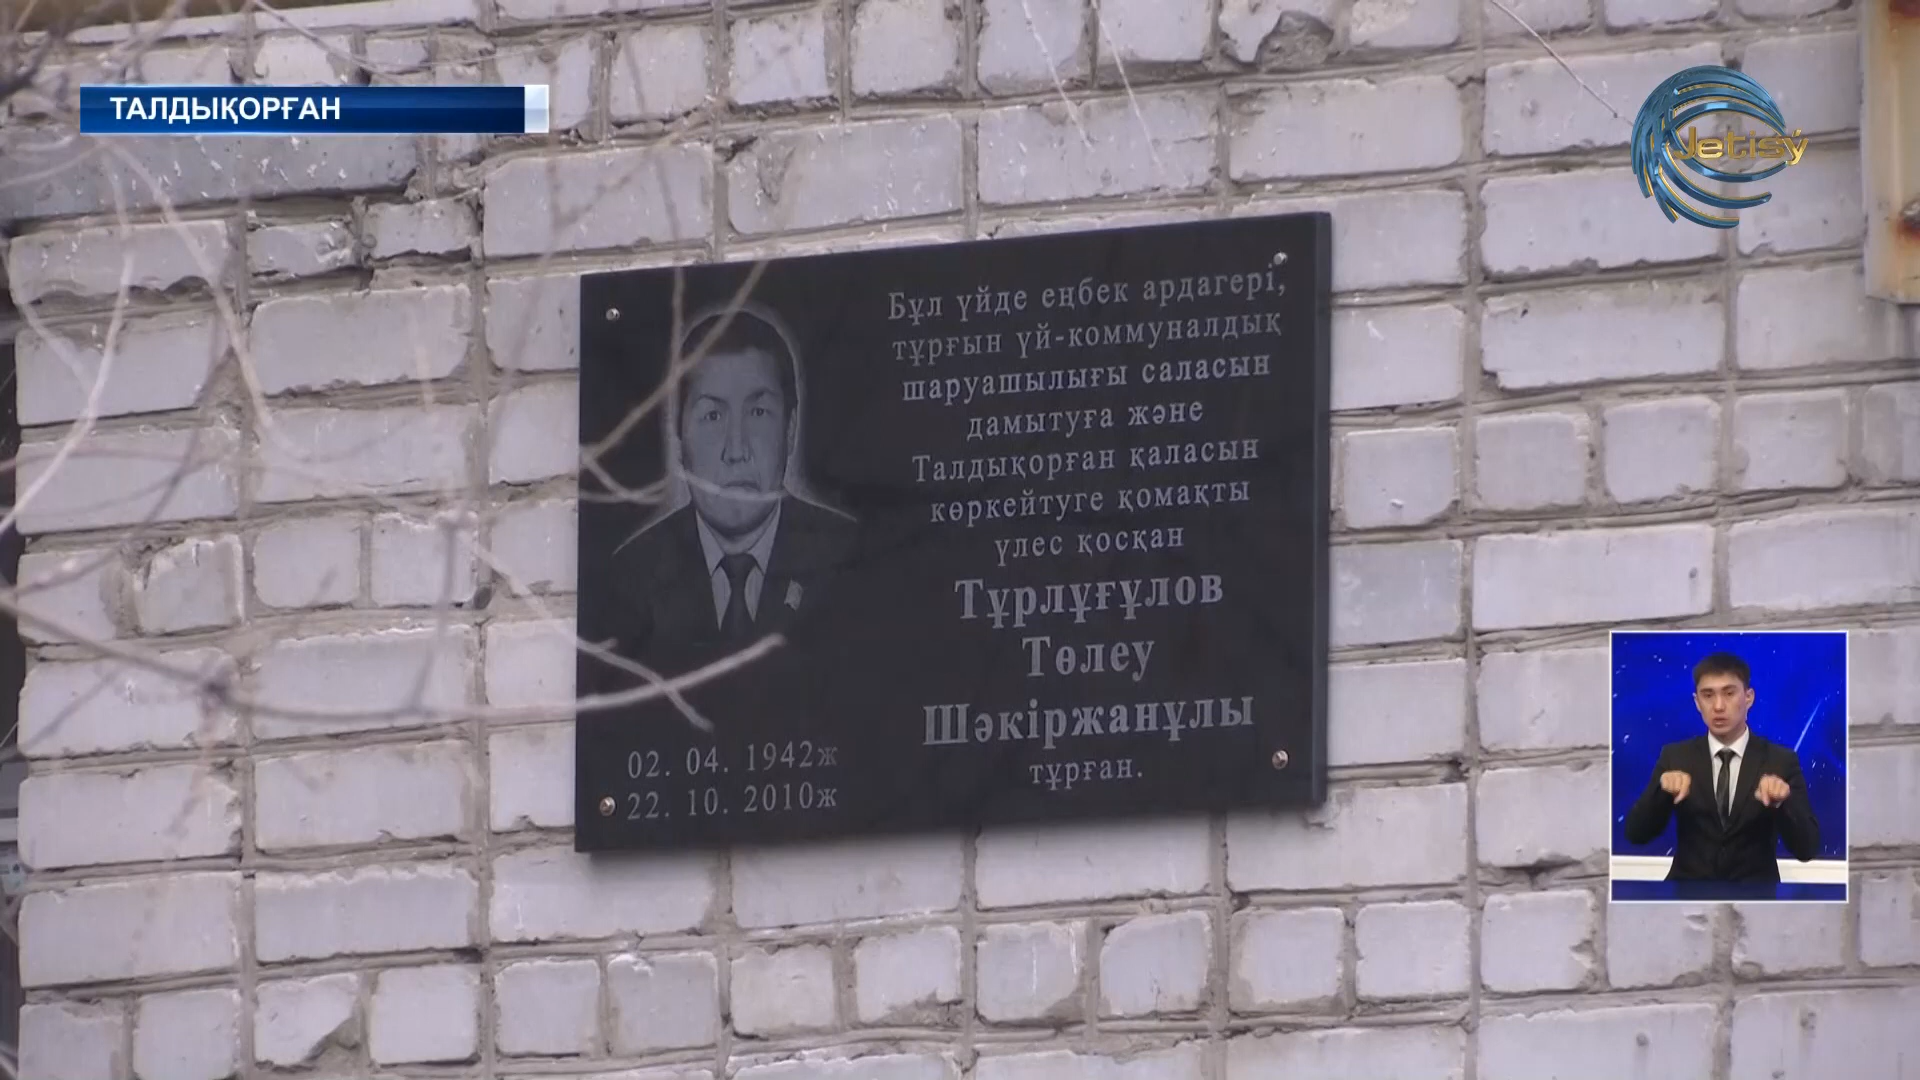 ТАЛДЫҚОРҒАН
Jetisý
Бұл үйде еңбек ардагері,
тұрғын үй-коммуналдық
шаруашылығы саласын
дамытуға және
Талдықорған қаласын
көркейтуге қомақты
үлес қосқан
Тұрлұғұлов
Төлеу
Шәкіржанұлы
тұрған.
02. 04. 1942ж
22. 10. 2010ж